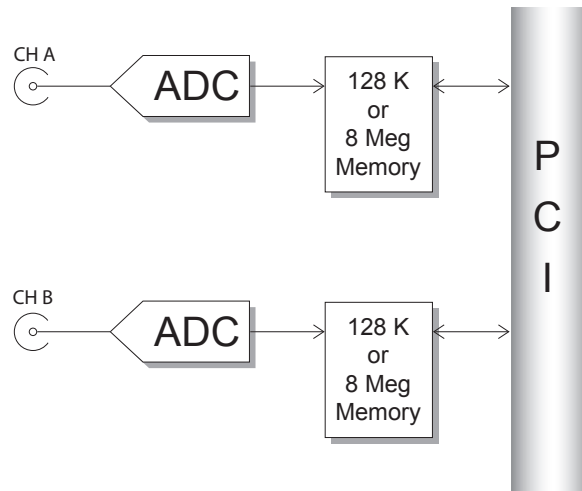 CH A
ADC
128 K
or
8 Meg
Memory
CH B
ADC
128 K
or
8 Meg
Memory
P
C
I